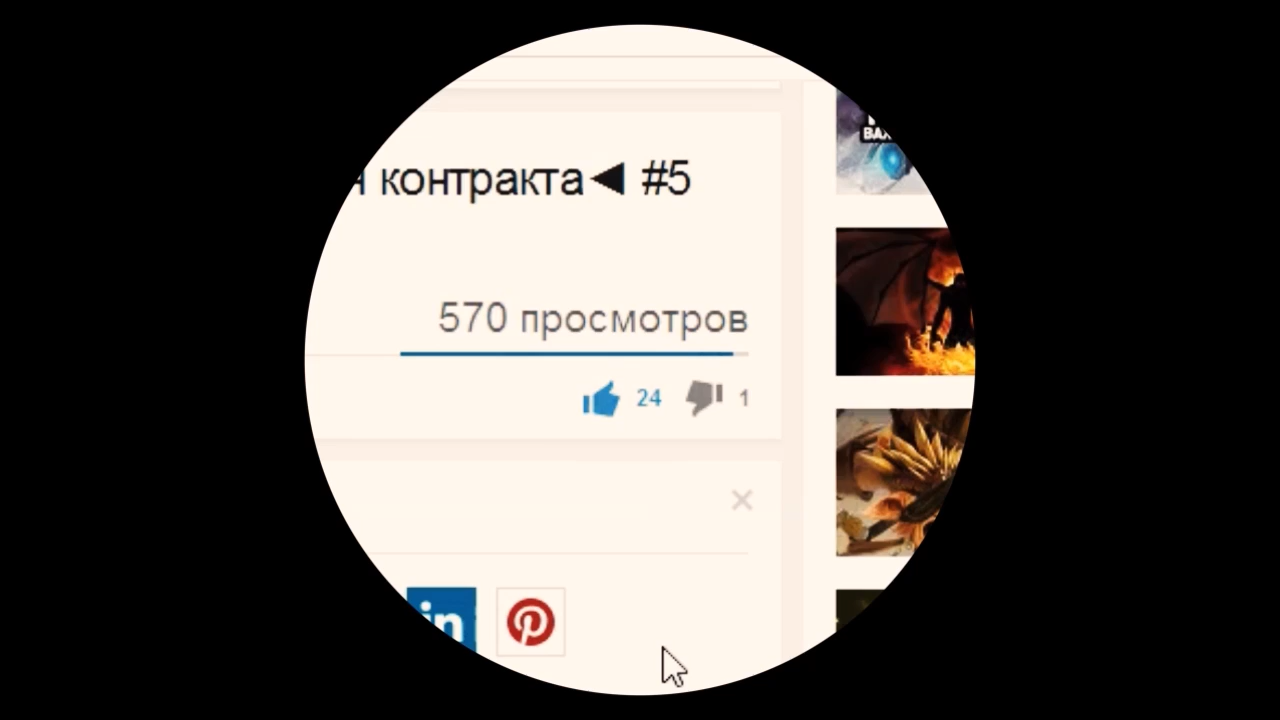 контракта◄ #5
570 просмотров
24 1
in